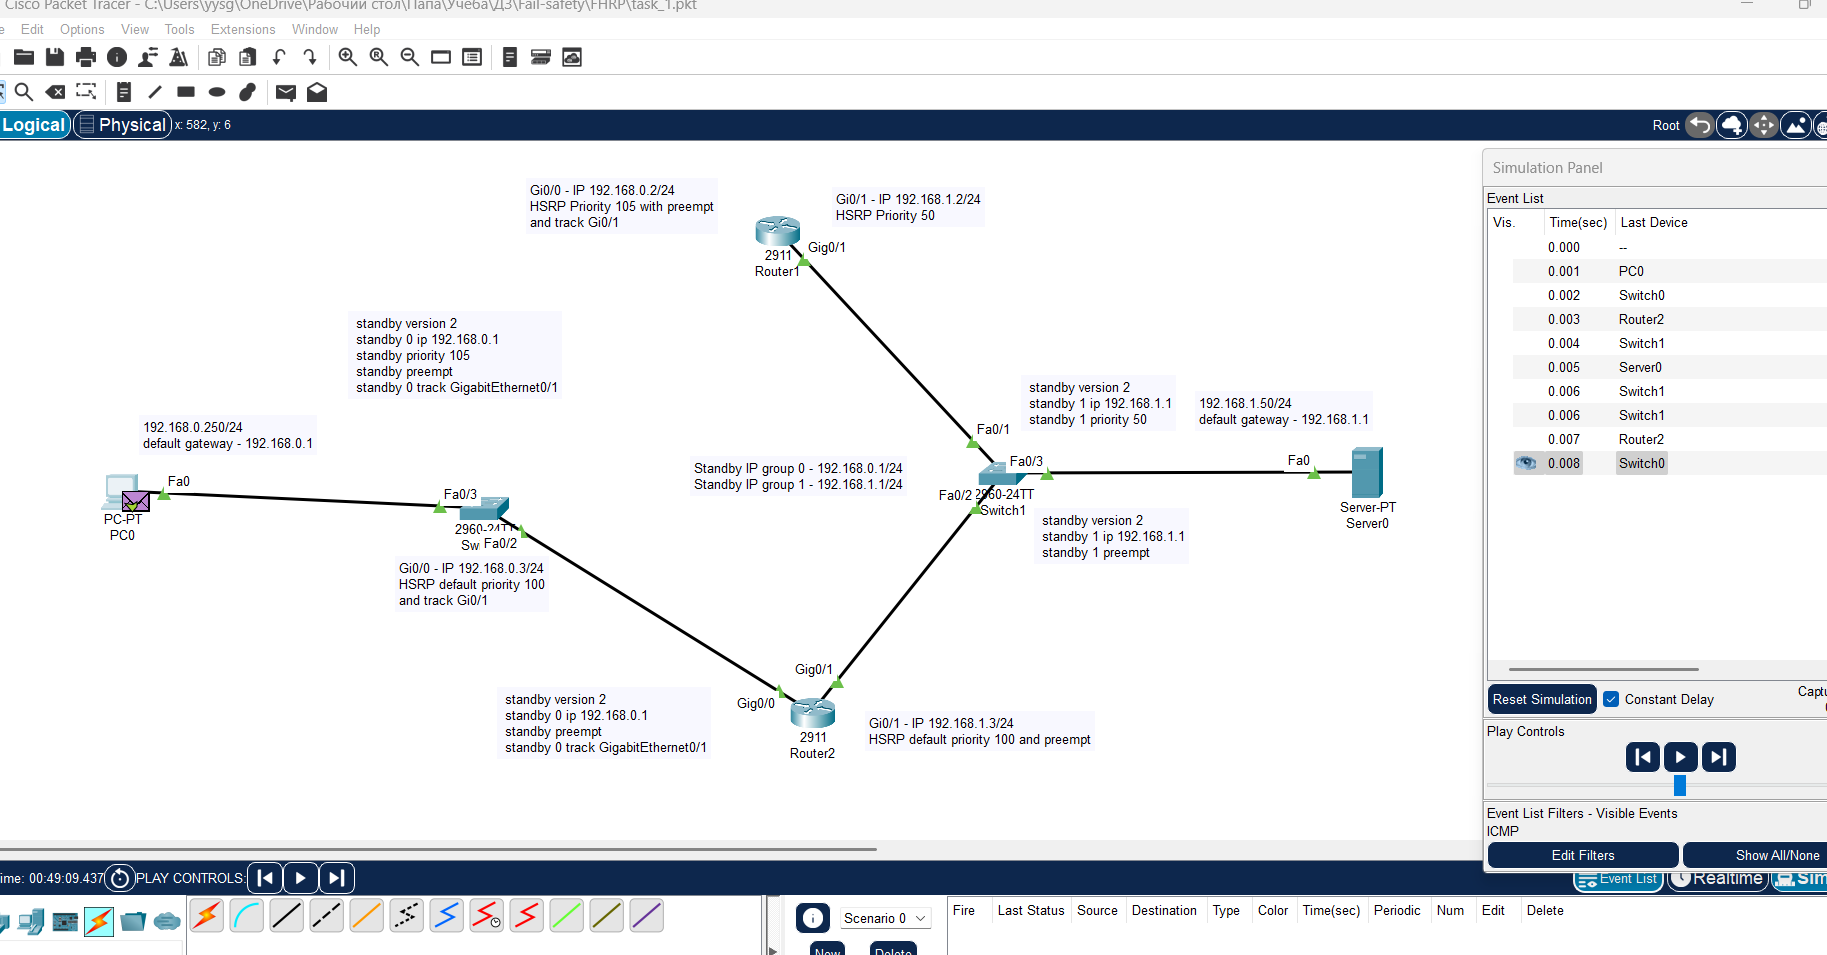 Cisco Packet Tracer - C:\Users\yysg\OneDrive\Рабочий стол\Папа\Учеба\ДЗ\Fail-safety\FHRP\task_1.pkt
Edit Options View Tools Extensions Window Help
Logical Physical x: 582, y: 6 Root
Gi0/0 - IP 192.168.0.2/24
HSRP Priority 105 with preempt
and track Gi0/1
Gi0/1 - IP 192.168.1.2/24
HSRP Priority 50
Gig0/1
2911
Router1
standby version 2
standby 0 ip 192.168.0.1
standby priority 105
standby preempt
standby 0 track GigabitEthernet0/1
192.168.0.250/24
default gateway - 192.168.0.1
Fa0
PC-PT
PC0
Fa0/3
2960-24TT
Sw Fa0/2
Gi0/0 - IP 192.168.0.3/24
HSRP default priority 100
and track Gi0/1
Standby IP group 0 - 192.168.0.1/24
Standby IP group 1 - 192.168.1.1/24
standby version 2
standby 1 ip 192.168.1.1
standby 1 priority 50
192.168.1.50/24
default gateway - 192.168.1.1
Fa0/1
Fa0/3
Fa0/2 2960-24TT
Switch1
Fa0
Server-PT
Server0
standby version 2
standby 1 ip 192.168.1.1
standby 1 preempt
Gig0/1
Gig0/0
2911
Router2
standby version 2
standby 0 ip 192.168.0.1
standby preempt
standby 0 track GigabitEthernet0/1
Gi0/1 - IP 192.168.1.3/24
HSRP default priority 100 and preempt
Simulation Panel
Event List
Vis. Time(sec) Last Device
0.000 --
0.001 PC0
0.002 Switch0
0.003 Router2
0.004 Switch1
0.005 Server0
0.006 Switch1
0.006 Switch1
0.007 Router2
0.008 Switch0
Reset Simulation Constant Delay
Play Controls
Event List Filters - Visible Events
ICMP
Edit Filters Show All/None
ime: 00:49:09.437 PLAY CONTROLS: Event List Realtime Sim
Scenario 0
New Delete
Fire Last Status Source Destination Type Color Time(sec) Periodic Num Edit Delete